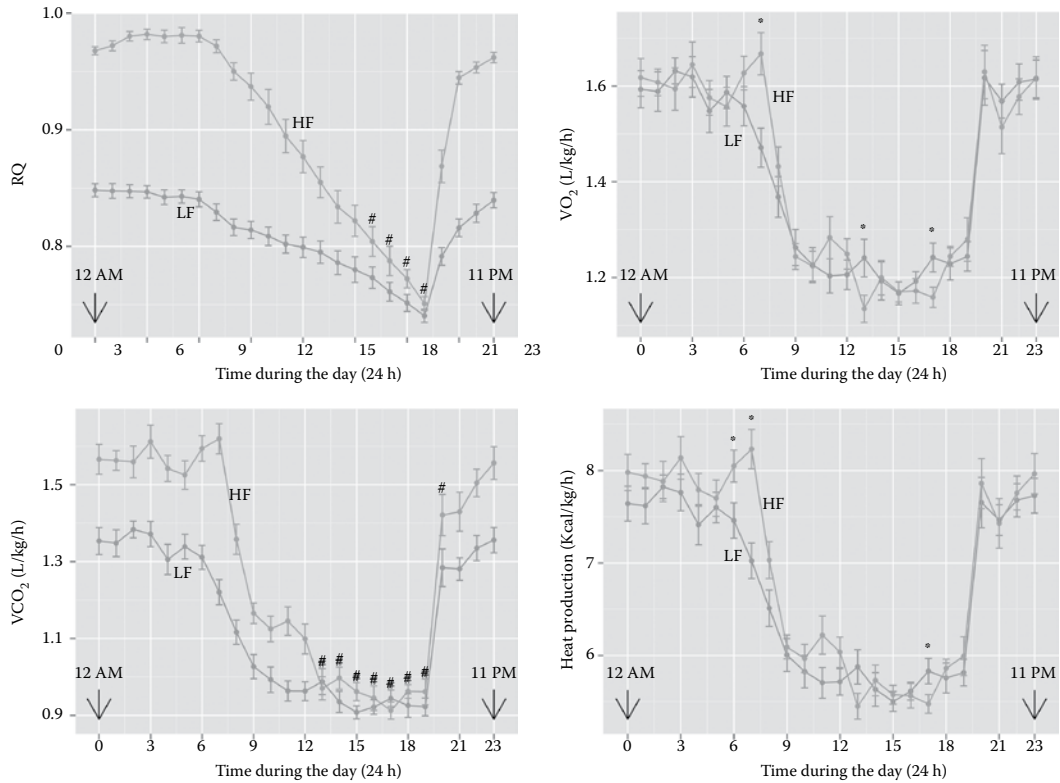 1.0
0.9
0.8
RQ
HF
LF
#
#
#
#
12 AM
11 PM
0 3 6 9 12 15 18 21 23
Time during the day (24 h)
1.6
1.4
1.2
VO2 (L/kg/h)
*
HF
LF
*
*
12 AM
11 PM
0 3 6 9 12 15 18 21 23
Time during the day (24 h)
1.5
1.3
1.1
0.9
VCO2 (L/kg/h)
#
HF
LF
# # # # # # #
12 AM
11 PM
0 3 6 9 12 15 18 21 23
Time during the day (24 h)
8
7
6
Heat production (Kcal/kg/h)
*
*
HF
LF
*
12 AM
11 PM
0 3 6 9 12 15 18 21 23
Time during the day (24 h)